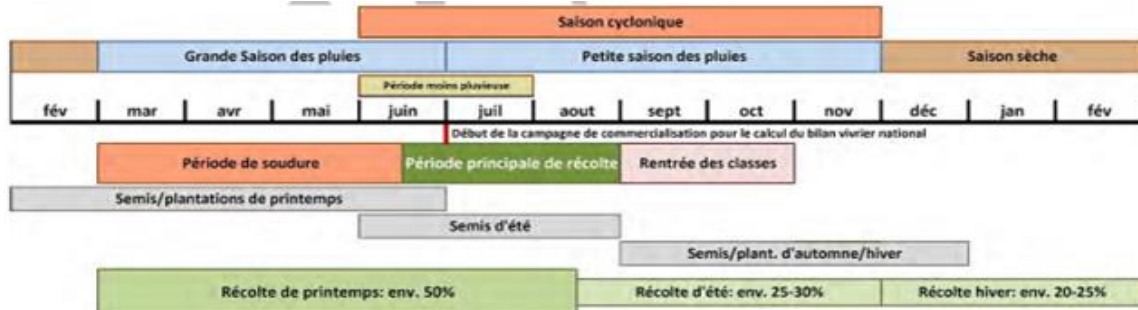 Saison cyclonique
Grande Saison des pluies Petite saison des pluies Saison sèche
Période moins pluvieuse
fév mar avr mai juin juil aout sept oct nov déc jan fév
Début de la campagne de commercialisation pour le calcul du bilan vivrier national
Période de soudure Période principale de récolte Rentrée des classes
Semis/plantations de printemps
Semis d'été
Semis/plant. d'automne/hiver
Récolte de printemps: env. 50% Récolte d'été: env. 25-30% Récolte hiver: env. 20-25%